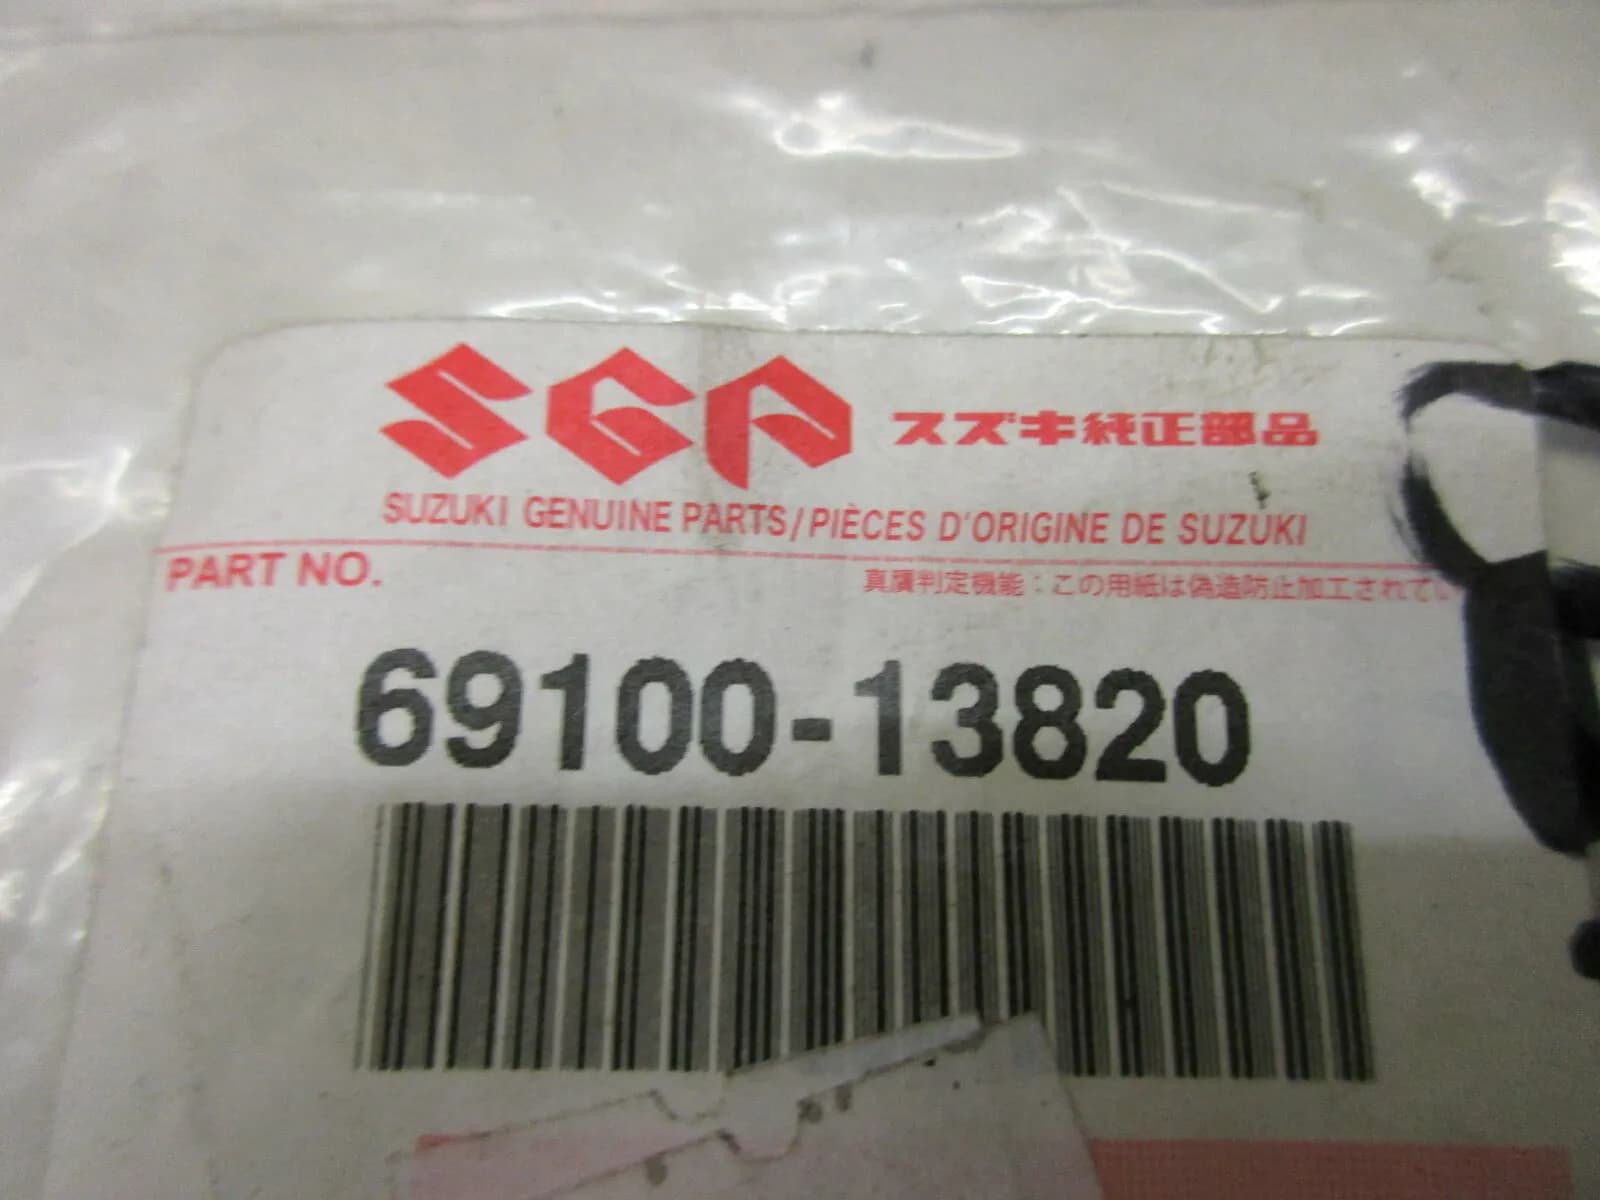 SGP スズキ純正部品
SUZUKI GENUINE PARTS/PIÈCES D'ORIGINE DE SUZUKI
PART NO.
真贋判定機能：この用紙は偽造防止加工されてい
69100-13820